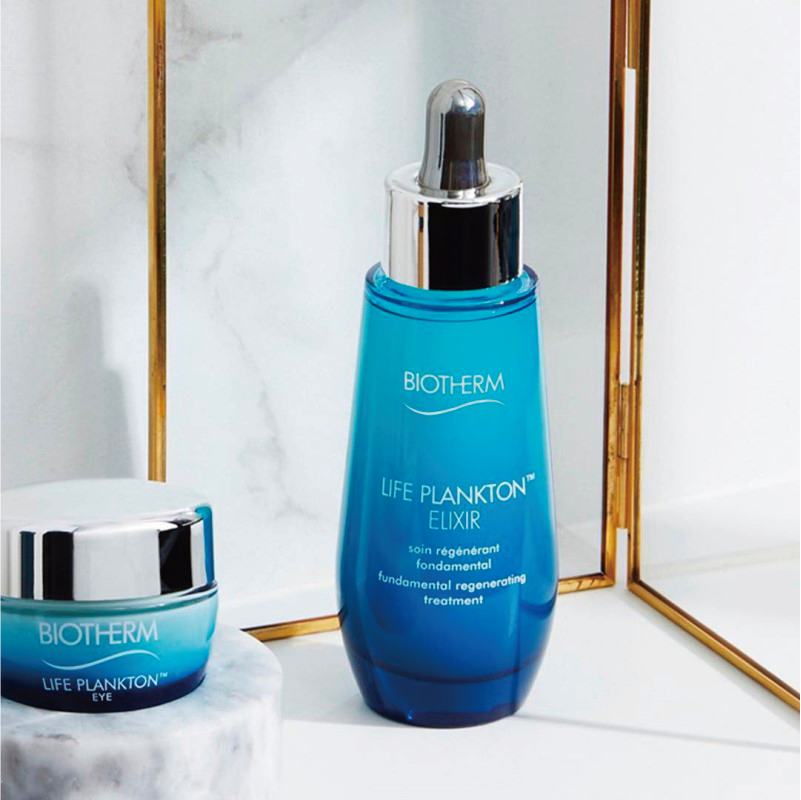 BIOTHERM
LIFE PLANKTON™
ELIXIR
soin régénérant
fondamental
fundamental regenerating
treatment
BIOTHERM
LIFE PLANKTON™
EYE